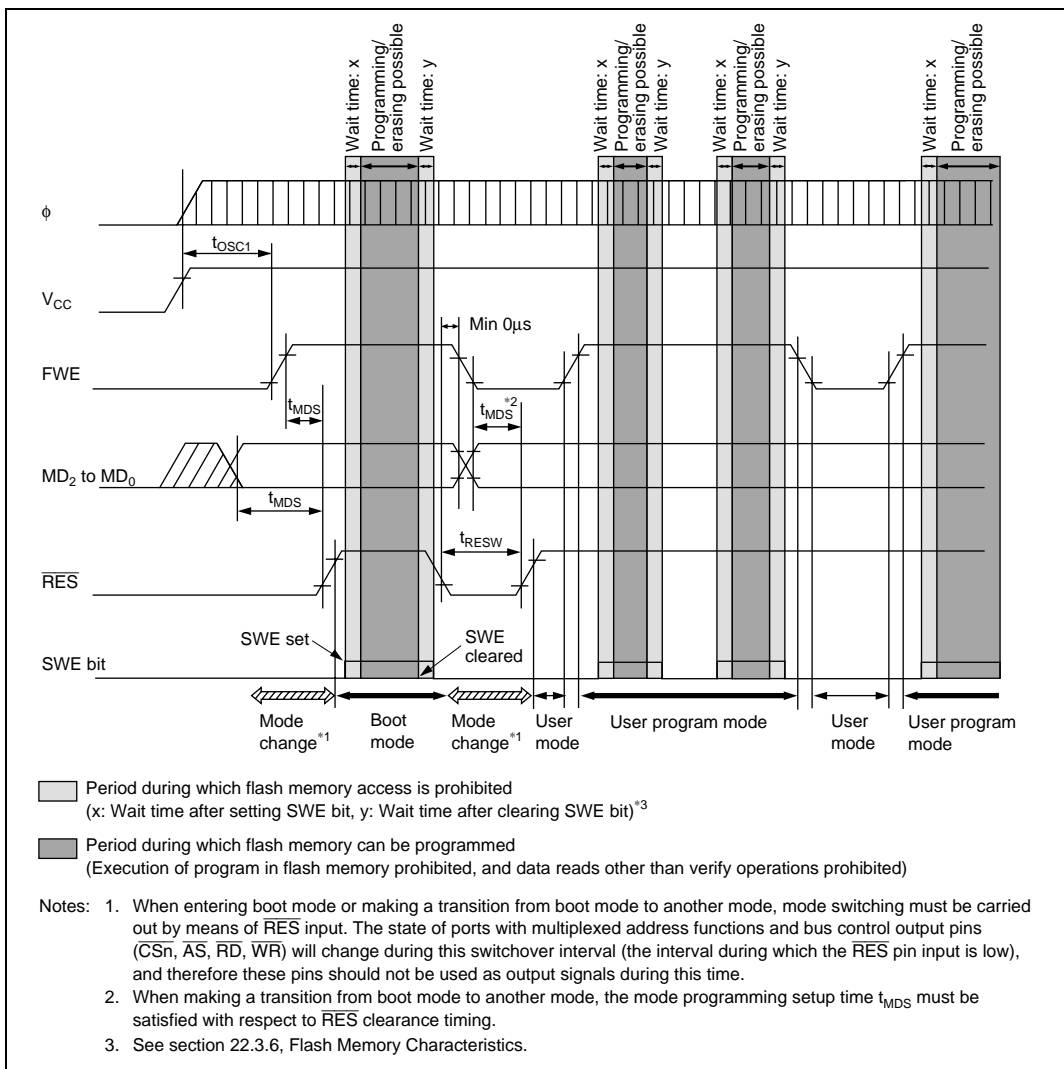 Wait time: x
Programming/
erasing possible
Wait time: y
Wait time: x
Programming/
erasing possible
Wait time: y
Wait time: x
Programming/
erasing possible
Wait time: y
Wait time: x
Programming/
erasing possible
ϕ
tOSC1
VCC
Min 0μs
FWE
tMDS
tMDS*2
MD2 to MD0
tMDS
tRESW
RES
SWE set
SWE
cleared
SWE bit
Mode
change*1
Boot
mode
Mode
change*1
User
mode
User program mode
User
mode
User program
mode
Period during which flash memory access is prohibited
(x: Wait time after setting SWE bit, y: Wait time after clearing SWE bit)*3
Period during which flash memory can be programmed
(Execution of program in flash memory prohibited, and data reads other than verify operations prohibited)
Notes: 1. When entering boot mode or making a transition from boot mode to another mode, mode switching must be carried
out by means of RES input. The state of ports with multiplexed address functions and bus control output pins
(CSn, AS, RD, WR) will change during this switchover interval (the interval during which the RES pin input is low),
and therefore these pins should not be used as output signals during this time.
2. When making a transition from boot mode to another mode, the mode programming setup time tMDS must be
satisfied with respect to RES clearance timing.
3. See section 22.3.6, Flash Memory Characteristics.